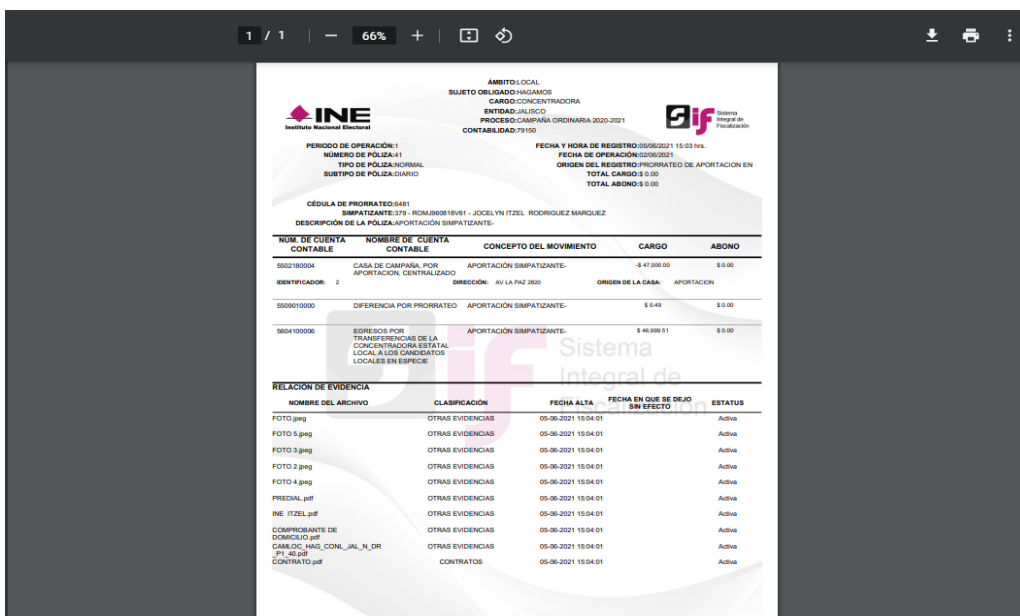 1 / 1 | — 66% + |
ÁMBITO:LOCAL
SUJETO OBLIGADO:HAGAMOS
CARGO:CONCENTRADORA
ENTIDAD:JALISCO
PROCESO:CAMPAÑA ORDINARIA 2020-2021
CONTABILIDAD:79150
INE
Instituto Nacional Electoral
sif Sistema
Integral de
Fiscalización
PERIODO DE OPERACIÓN:1
NÚMERO DE PÓLIZA:41
TIPO DE PÓLIZA:NORMAL
SUBTIPO DE PÓLIZA:DIARIO
FECHA Y HORA DE REGISTRO:05/06/2021 15:03 hrs.
FECHA DE OPERACIÓN:02/06/2021
ORIGEN DEL REGISTRO:PRORRATEO DE APORTACION EN
TOTAL CARGO:$ 0.00
TOTAL ABONO:$ 0.00
CÉDULA DE PRORRATEO:6481
SIMPATIZANTE:379 - ROMJ960818V81 - JOCELYN ITZEL RODRIGUEZ MARQUEZ
DESCRIPCIÓN DE LA PÓLIZA:APORTACIÓN SIMPATIZANTE-
NÚM. DE CUENTA CONTABLE NOMBRE DE CUENTA CONTABLE CONCEPTO DEL MOVIMIENTO CARGO ABONO
5502180004 CASA DE CAMPAÑA, POR APORTACION, CENTRALIZADO APORTACIÓN SIMPATIZANTE- -$ 47,000.00 $ 0.00
IDENTIFICADOR: 2 DIRECCIÓN: AV LA PAZ 2820 ORIGEN DE LA CASA: APORTACION
5509010000 DIFERENCIA POR PRORRATEO APORTACIÓN SIMPATIZANTE- $ 0.49 $ 0.00
5604100006 EGRESOS POR TRANSFERENCIAS DE LA CONCENTRADORA ESTATAL LOCAL A LOS CANDIDATOS LOCALES EN ESPECIE APORTACIÓN SIMPATIZANTE- $ 46,999.51 $ 0.00
sif Sistema
Integral de
Fiscalización
RELACIÓN DE EVIDENCIA
NOMBRE DEL ARCHIVO CLASIFICACIÓN FECHA ALTA FECHA EN QUE SE DEJO SIN EFECTO ESTATUS
FOTO.jpeg OTRAS EVIDENCIAS 05-06-2021 15:04:01 Activa
FOTO 5.jpeg OTRAS EVIDENCIAS 05-06-2021 15:04:01 Activa
FOTO 3.jpeg OTRAS EVIDENCIAS 05-06-2021 15:04:01 Activa
FOTO 2.jpeg OTRAS EVIDENCIAS 05-06-2021 15:04:01 Activa
FOTO 4.jpeg OTRAS EVIDENCIAS 05-06-2021 15:04:01 Activa
PREDIAL.pdf OTRAS EVIDENCIAS 05-06-2021 15:04:01 Activa
INE ITZEL.pdf OTRAS EVIDENCIAS 05-06-2021 15:04:01 Activa
COMPROBANTE DE DOMICILIO.pdf OTRAS EVIDENCIAS 05-06-2021 15:04:01 Activa
CAMLOC_HAG_CONL_JAL_N_DR_P1_40.pdf OTRAS EVIDENCIAS 05-06-2021 15:04:01 Activa
CONTRATO.pdf CONTRATOS 05-06-2021 15:04:01 Activa